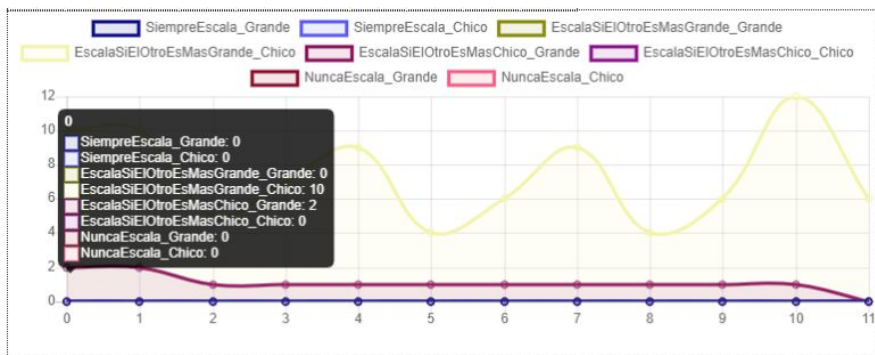 SiempreEscala_Grande SiempreEscala_Chico EscalaSiElOtroEsMasGrande_Grande
EscalaSiElOtroEsMasGrande_Chico EscalaSiElOtroEsMasChico_Grande EscalaSiElOtroEsMasChico_Chico
NuncaEscala_Grande NuncaEscala_Chico
12
10
8
6
4
2
0
0
SiempreEscala_Grande: 0
SiempreEscala_Chico: 0
EscalaSiElOtroEsMasGrande_Grande: 0
EscalaSiElOtroEsMasGrande_Chico: 10
EscalaSiElOtroEsMasChico_Grande: 2
EscalaSiElOtroEsMasChico_Chico: 0
NuncaEscala_Grande: 0
NuncaEscala_Chico: 0
0 1 2 3 4 5 6 7 8 9 10 11